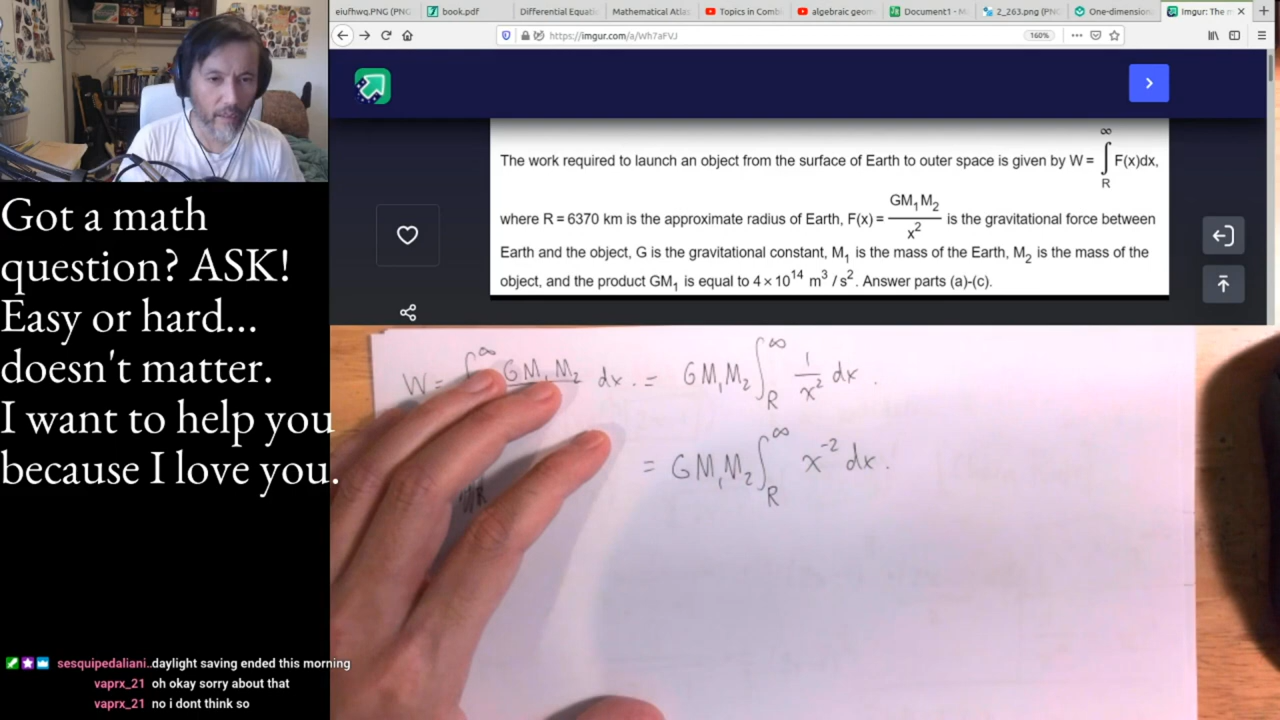 eiufhwq.PNG (PNG
book.pdf
Differential Equati
Mathematical Atlas
Topics in Comb
algebraic geom
Document1 - M
2_263.png (PN
One-dimension
Imgur: The m
https://imgur.com/a/Wh7aFVJ
160%
The work required to launch an object from the surface of Earth to outer space is given by W = ∫_R^∞ F(x)dx,
where R = 6370 km is the approximate radius of Earth, F(x) = GM₁M₂/x² is the gravitational force between
Earth and the object, G is the gravitational constant, M₁ is the mass of the Earth, M₂ is the mass of the
object, and the product GM₁ is equal to 4 × 10¹⁴ m³ / s². Answer parts (a)-(c).
W = ∫^∞ GM₁M₂ dx. = GM₁M₂ ∫_R^∞ 1/x² dx.
= GM₁M₂ ∫_R^∞ x⁻² dx.
Got a math
question? ASK!
Easy or hard...
doesn't matter.
I want to help you
because I love you.
sesquipedaliani..daylight saving ended this morning
vaprx_21 oh okay sorry about that
vaprx_21 no i dont think so